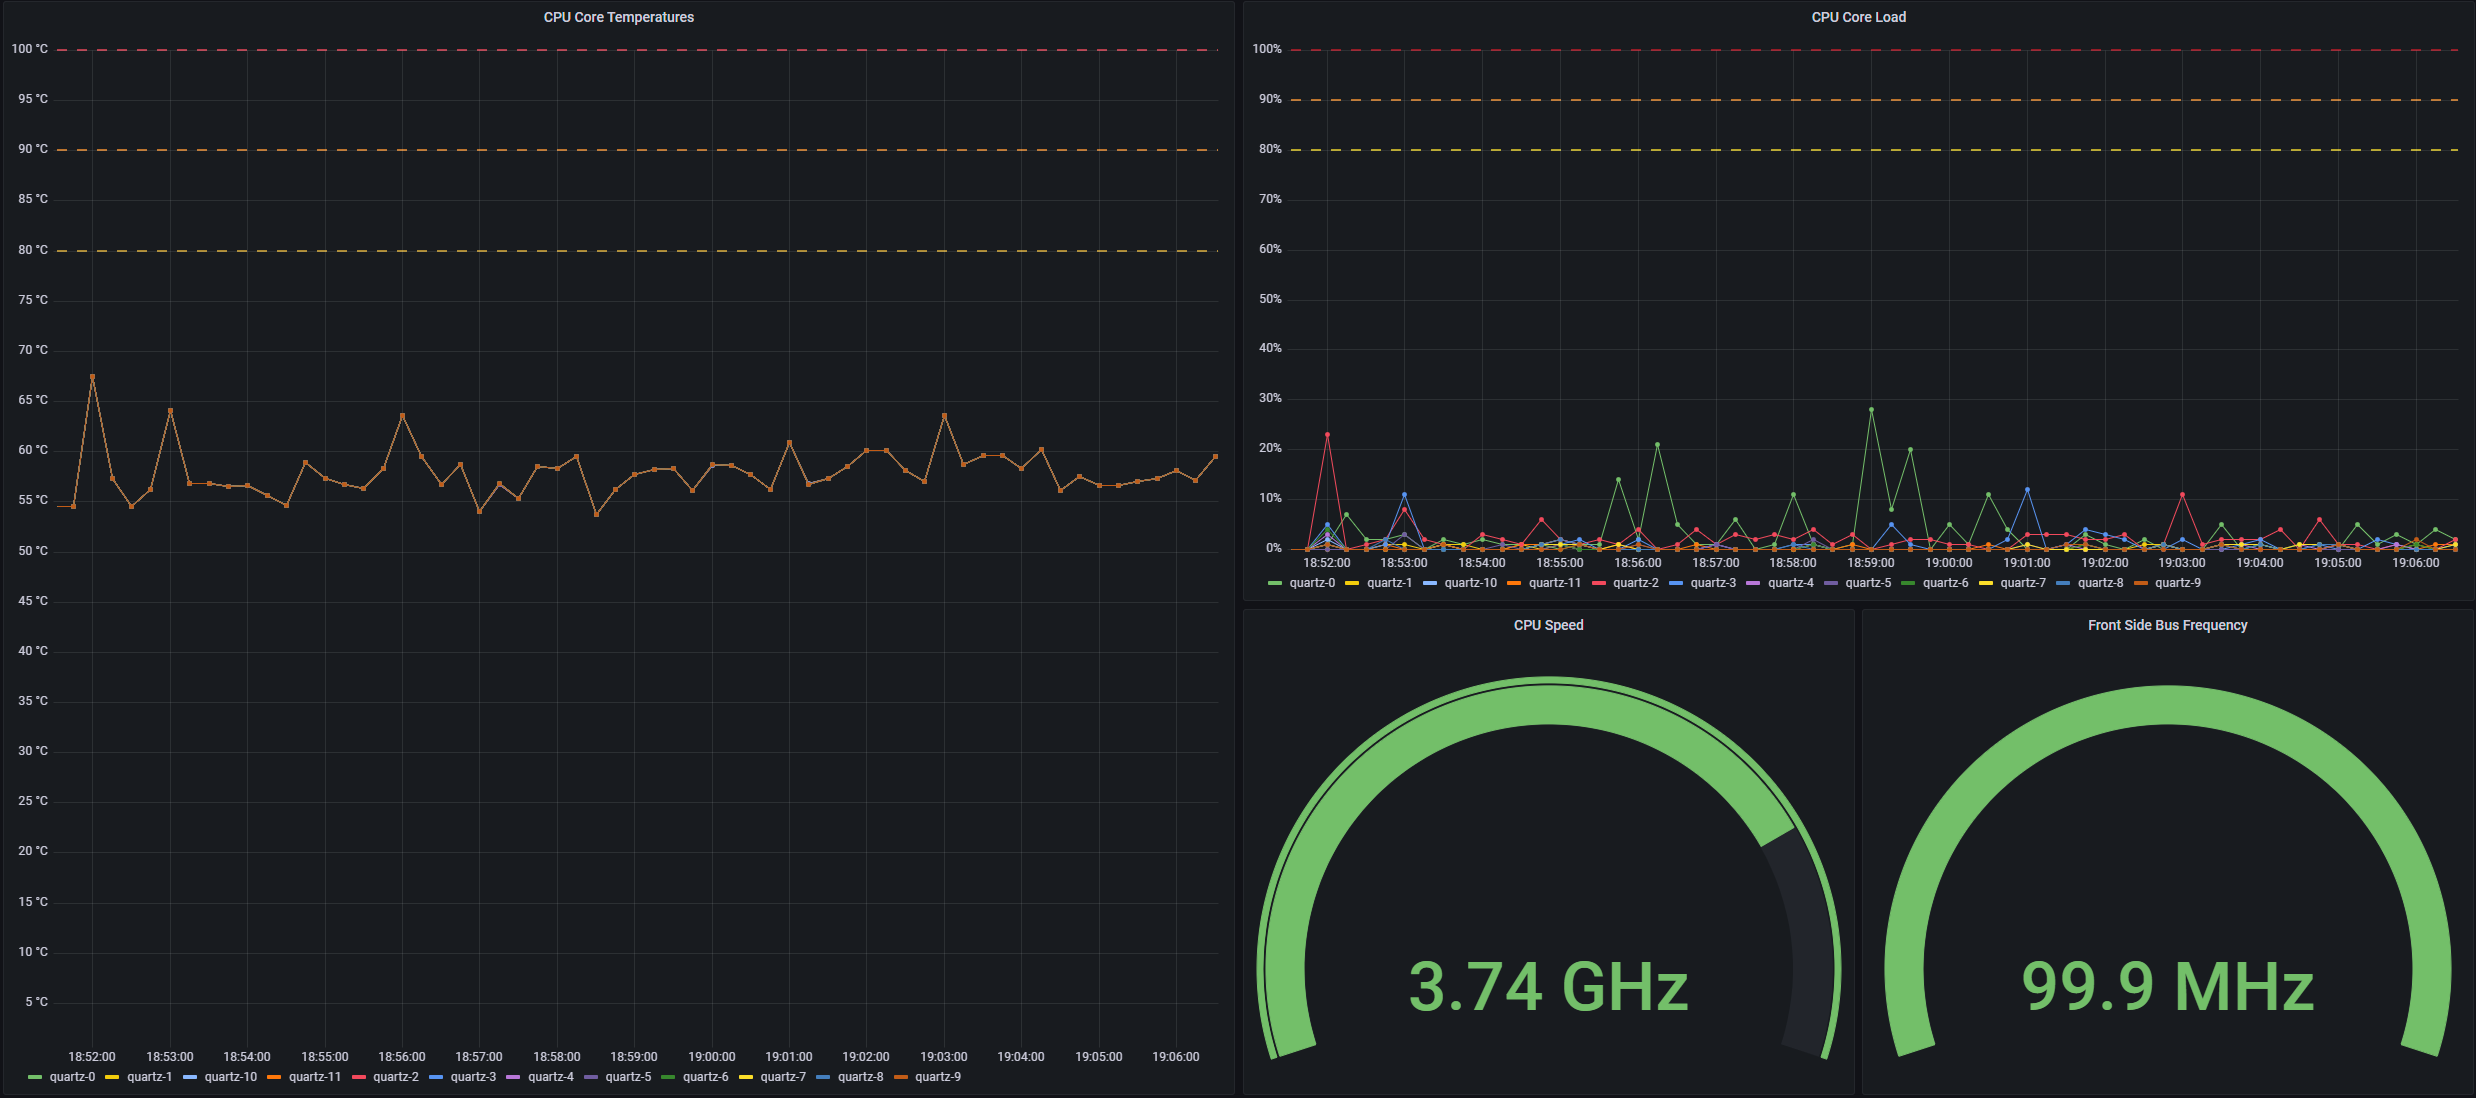 CPU Core Temperatures
100 °C
95 °C
90 °C
85 °C
80 °C
75 °C
70 °C
65 °C
60 °C
55 °C
50 °C
45 °C
40 °C
35 °C
30 °C
25 °C
20 °C
15 °C
10 °C
5 °C
18:52:00 18:53:00 18:54:00 18:55:00 18:56:00 18:57:00 18:58:00 18:59:00 19:00:00 19:01:00 19:02:00 19:03:00 19:04:00 19:05:00 19:06:00
quartz-0 quartz-1 quartz-10 quartz-11 quartz-2 quartz-3 quartz-4 quartz-5 quartz-6 quartz-7 quartz-8 quartz-9
CPU Core Load
100%
90%
80%
70%
60%
50%
40%
30%
20%
10%
0%
18:52:00 18:53:00 18:54:00 18:55:00 18:56:00 18:57:00 18:58:00 18:59:00 19:00:00 19:01:00 19:02:00 19:03:00 19:04:00 19:05:00 19:06:00
quartz-0 quartz-1 quartz-10 quartz-11 quartz-2 quartz-3 quartz-4 quartz-5 quartz-6 quartz-7 quartz-8 quartz-9
CPU Speed
3.74 GHz
Front Side Bus Frequency
99.9 MHz